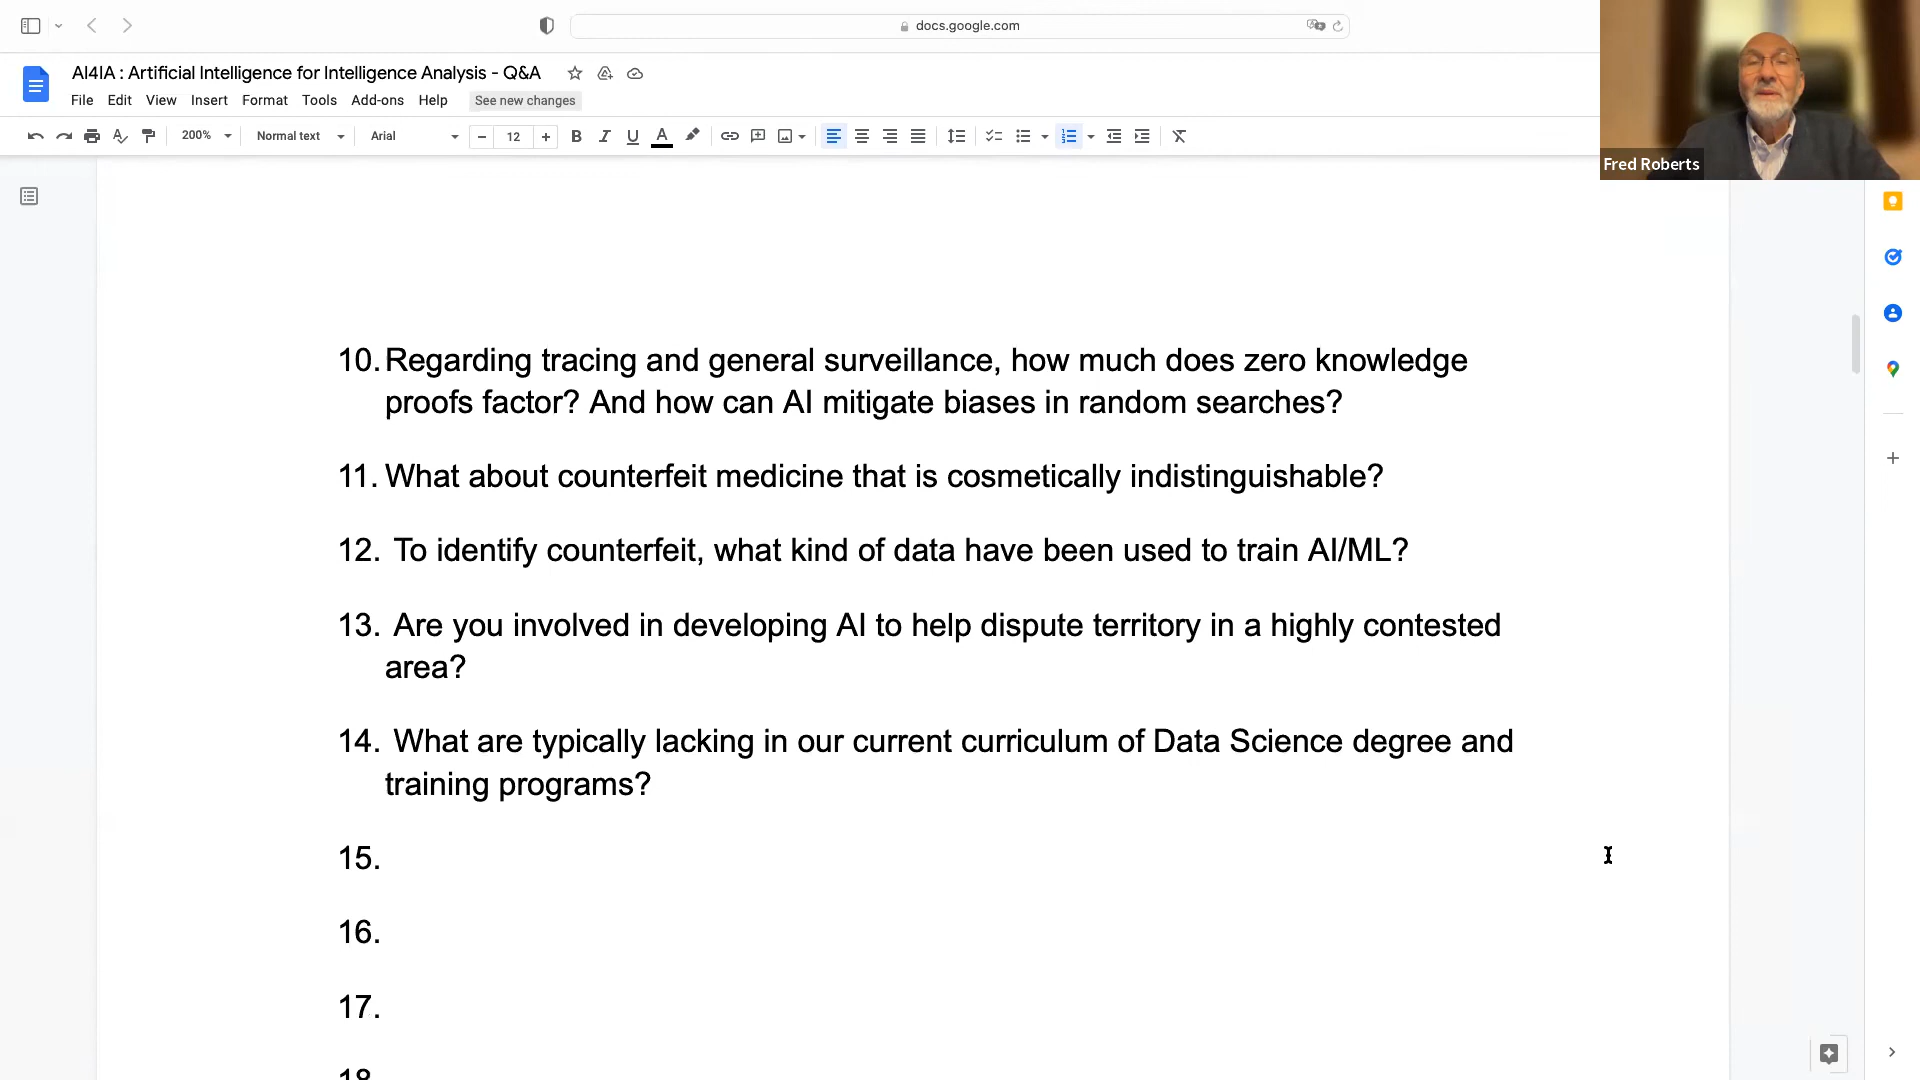 docs.google.com
AI4IA : Artificial Intelligence for Intelligence Analysis - Q&A
File Edit View Insert Format Tools Add-ons Help See new changes
200% Normal text Arial − 12 + B I U A
Fred Roberts
10. Regarding tracing and general surveillance, how much does zero knowledge
proofs factor? And how can AI mitigate biases in random searches?
11. What about counterfeit medicine that is cosmetically indistinguishable?
12. To identify counterfeit, what kind of data have been used to train AI/ML?
13. Are you involved in developing AI to help dispute territory in a highly contested
area?
14. What are typically lacking in our current curriculum of Data Science degree and
training programs?
15.
16.
17.
18